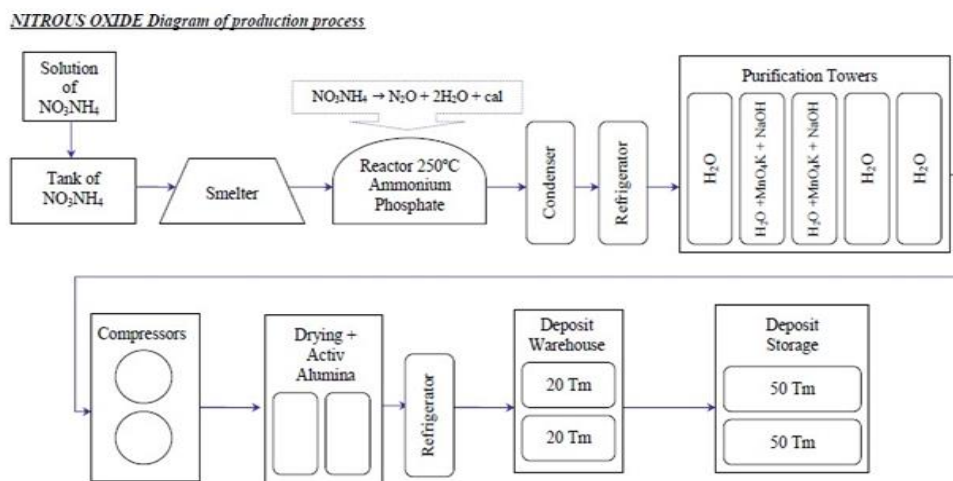 NITROUS OXIDE Diagram of production process
Solution
of
NO₃NH₄
Tank of
NO₃NH₄
Smelter
NO₃NH₄ → N₂O + 2H₂O + cal
Reactor 250ºC
Ammonium
Phosphate
Condenser
Refrigerator
Purification Towers
H₂O
H₂O +MnO₄K + NaOH
H₂O +MnO₄K + NaOH
H₂O
H₂O
Compressors
Drying +
Activ
Alumina
Refrigerator
Deposit
Warehouse
20 Tm
20 Tm
Deposit
Storage
50 Tm
50 Tm